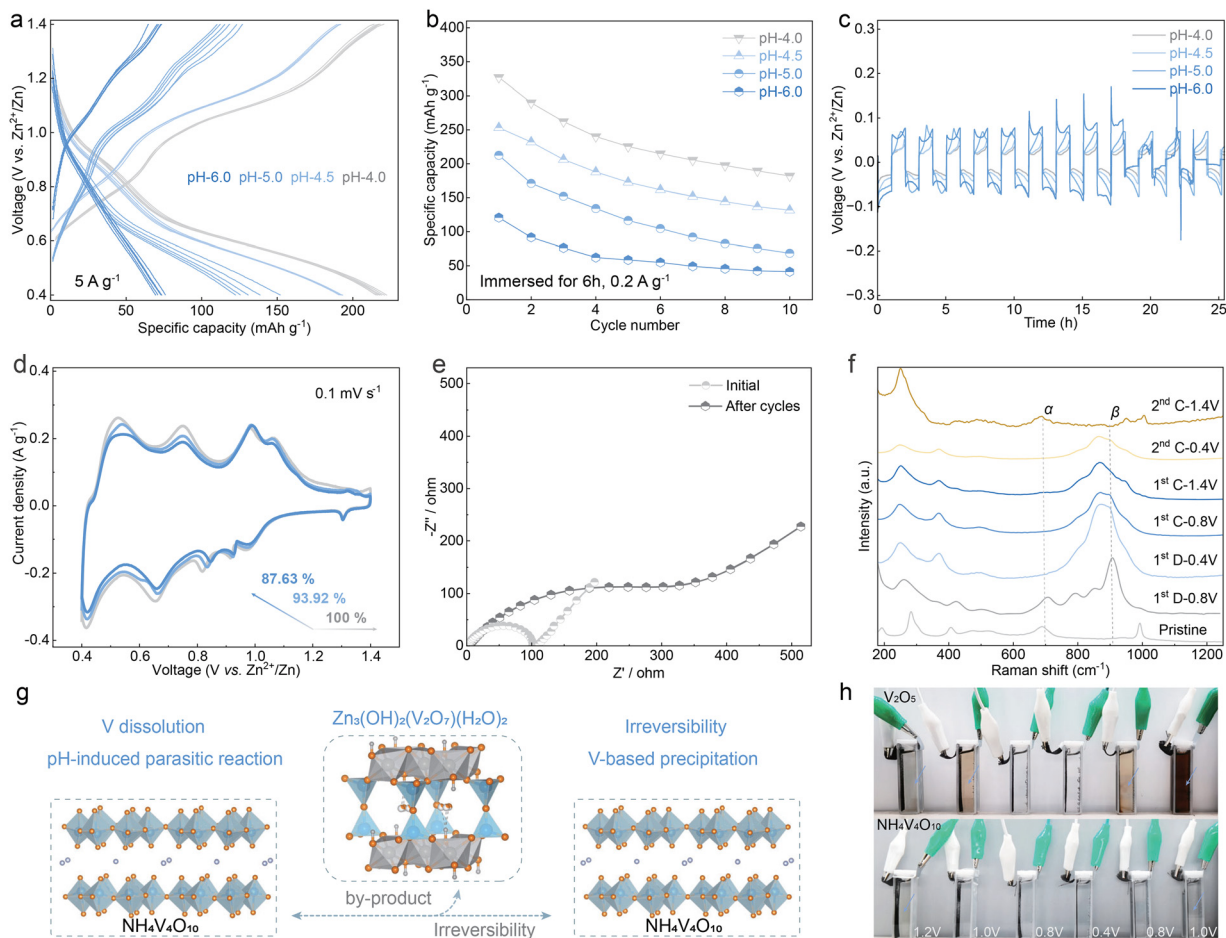 a
1.4
1.2
1.0
0.8
0.6
0.4
Voltage (V vs. Zn²⁺/Zn)
pH-6.0 pH-5.0 pH-4.5 pH-4.0
5 A g⁻¹
0 50 100 150 200
Specific capacity (mAh g⁻¹)
b
400
350
300
250
200
150
100
50
0
Specific capacity (mAh g⁻¹)
pH-4.0
pH-4.5
pH-5.0
pH-6.0
Immersed for 6h, 0.2 A g⁻¹
2 4 6 8 10
Cycle number
c
0.3
0.2
0.1
0.0
−0.1
−0.2
−0.3
Voltage (V vs. Zn²⁺/Zn)
pH-4.0
pH-4.5
pH-5.0
pH-6.0
0 5 10 15 20 25
Time (h)
d
0.4
0.2
0.0
-0.2
-0.4
Current density (A g⁻¹)
0.1 mV s⁻¹
87.63 %
93.92 %
100 %
0.4 0.6 0.8 1.0 1.2 1.4
Voltage (V vs. Zn²⁺/Zn)
e
500
400
300
200
100
0
-Z'' / ohm
Initial
After cycles
0 100 200 300 400 500
Z' / ohm
f
Intensity (a.u.)
α
β
2ⁿᵈ C-1.4V
2ⁿᵈ C-0.4V
1ˢᵗ C-1.4V
1ˢᵗ C-0.8V
1ˢᵗ D-0.4V
1ˢᵗ D-0.8V
Pristine
200 400 600 800 1000 1200
Raman shift (cm⁻¹)
g
V dissolution
pH-induced parasitic reaction
NH₄V₄O₁₀
Zn₃(OH)₂(V₂O₇)(H₂O)₂
by-product
Irreversibility
Irreversibility
V-based precipitation
NH₄V₄O₁₀
h
V₂O₅
NH₄V₄O₁₀
1.2V 1.0V 0.8V 0.4V 0.8V 1.0V